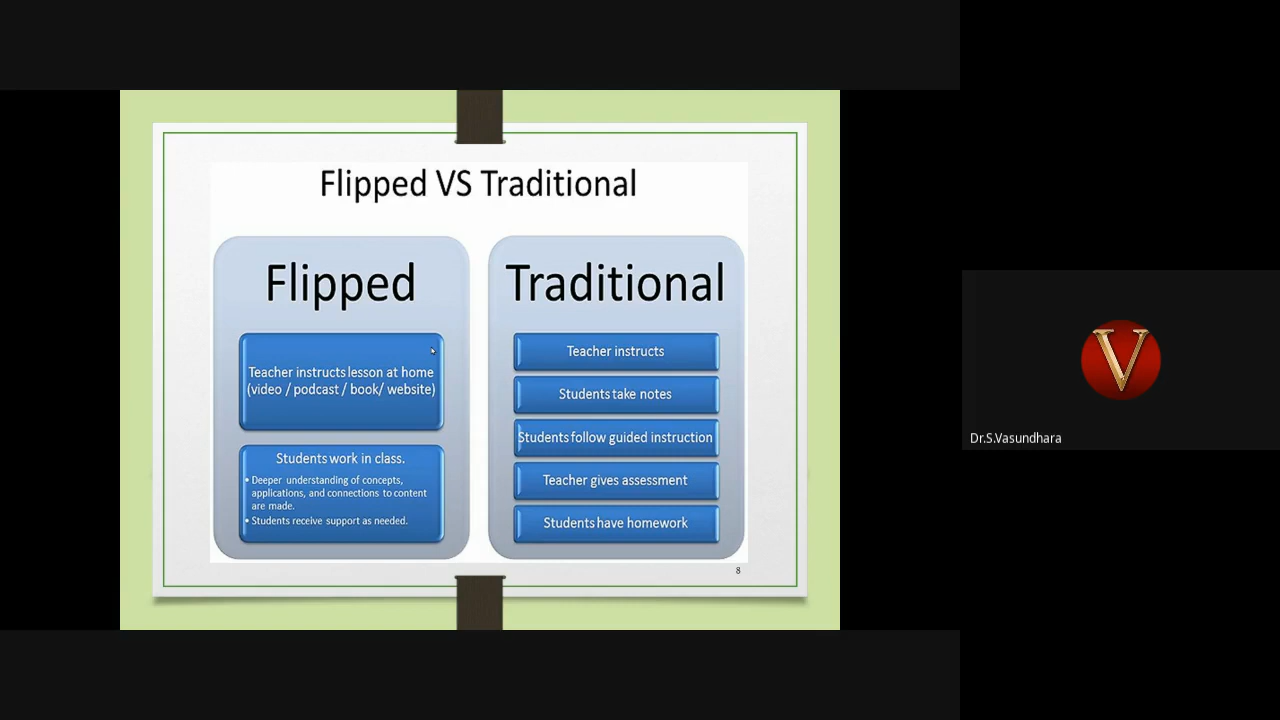 Flipped VS Traditional
Flipped
Teacher instructs lesson at home
(video / podcast / book/ website)
Students work in class.
• Deeper understanding of concepts,
applications, and connections to content
are made.
• Students receive support as needed.
Traditional
Teacher instructs
Students take notes
Students follow guided instruction
Teacher gives assessment
Students have homework
8
V
Dr.S.Vasundhara